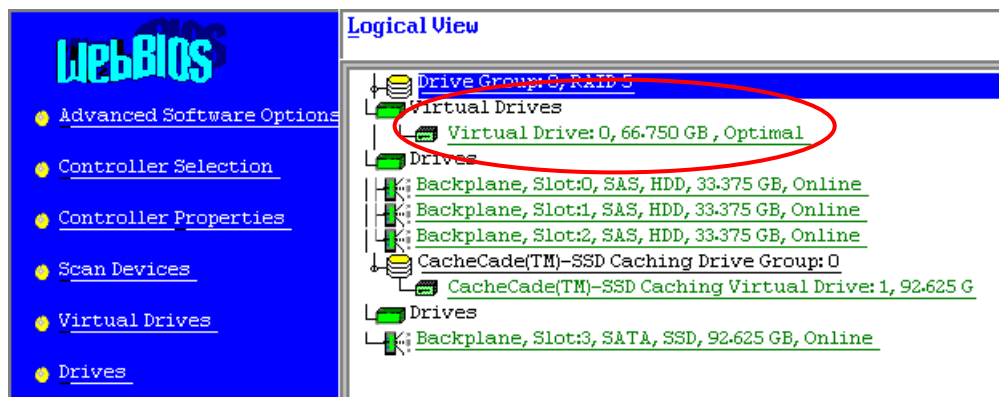 WebBIOS
Advanced Software Options
Controller Selection
Controller Properties
Scan Devices
Virtual Drives
Drives
Logical View
Drive Group: 0, RAID 5
Virtual Drives
Virtual Drive: 0, 66.750 GB , Optimal
Drives
Backplane, Slot:0, SAS, HDD, 33.375 GB, Online
Backplane, Slot:1, SAS, HDD, 33.375 GB, Online
Backplane, Slot:2, SAS, HDD, 33.375 GB, Online
CacheCade(TM)-SSD Caching Drive Group: 0
CacheCade(TM)-SSD Caching Virtual Drive: 1, 92.625 G
Drives
Backplane, Slot:3, SATA, SSD, 92.625 GB, Online